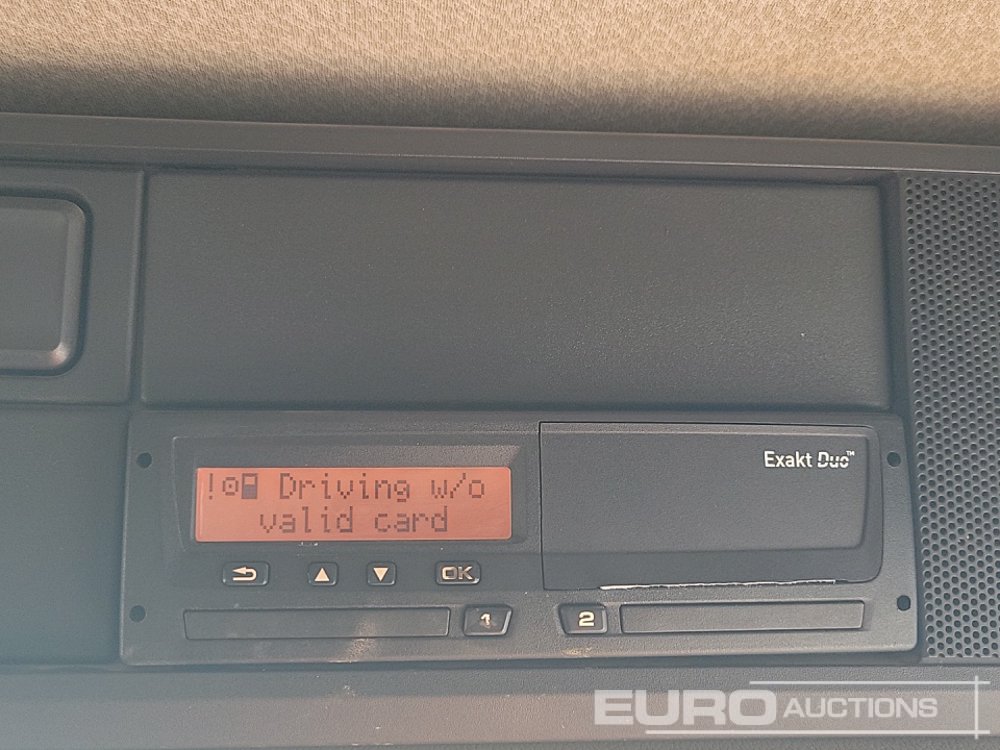 Exakt Duo™
! Driving w/o
valid card
OK
1
2
EURO AUCTIONS